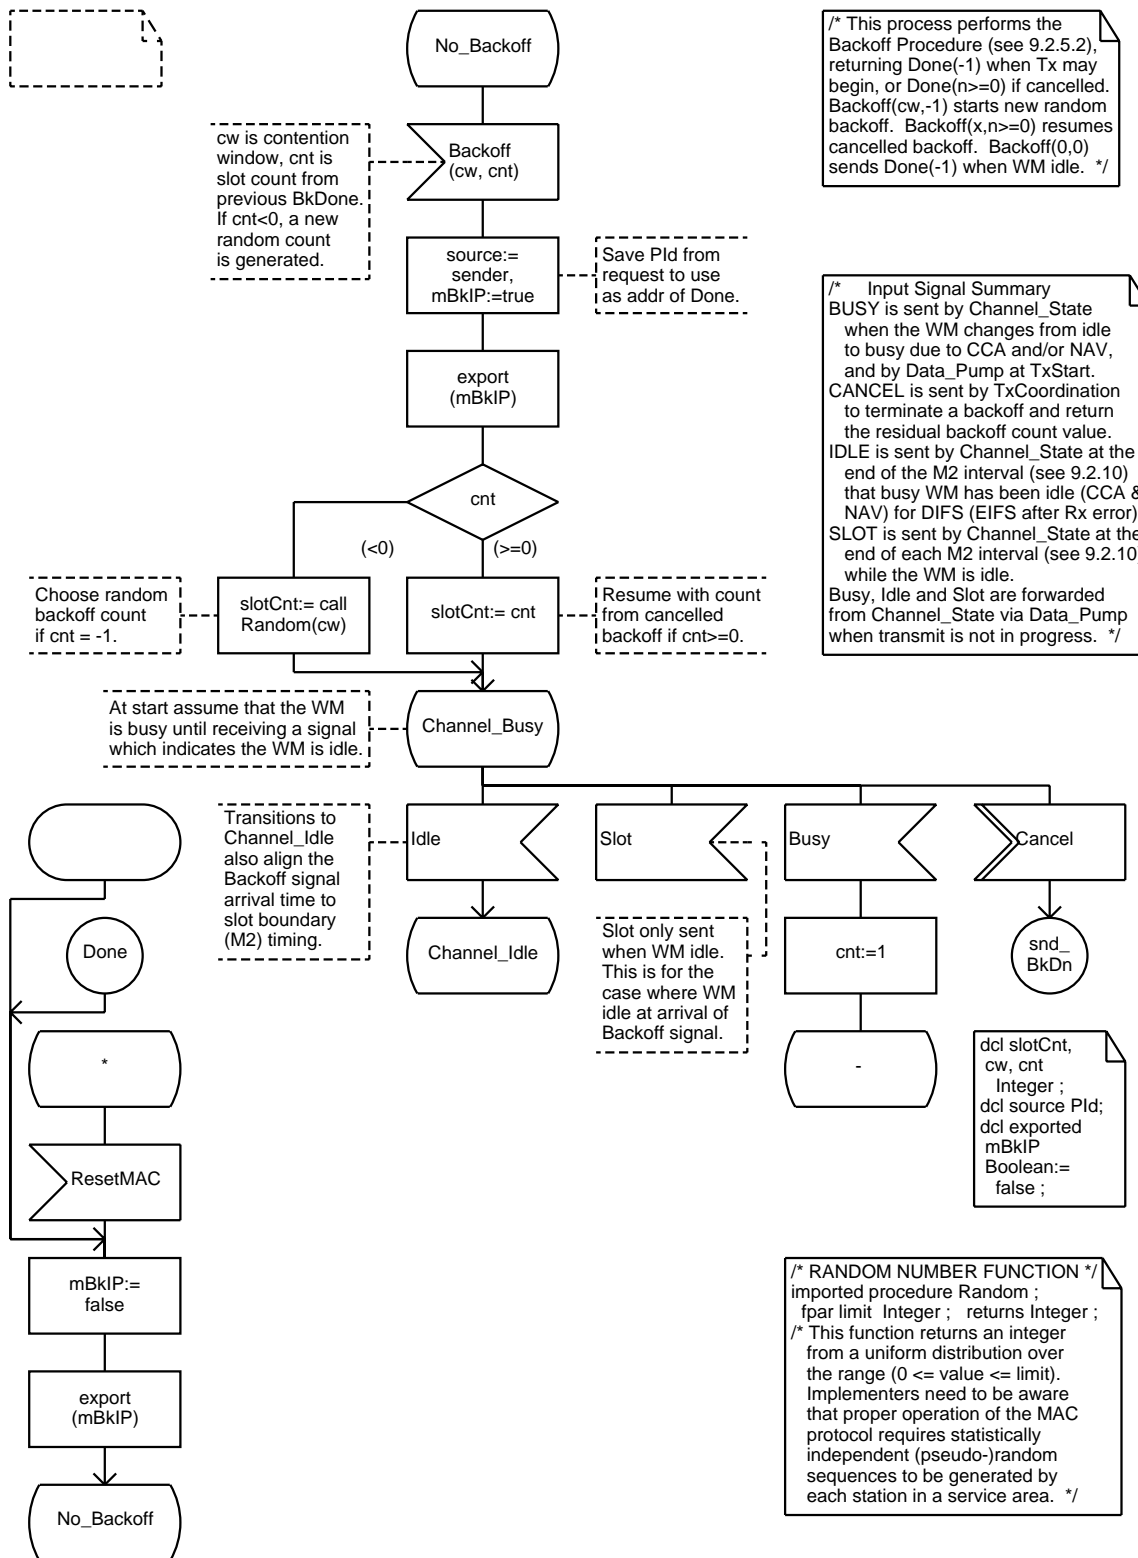 No_Backoff
/* This process performs the
Backoff Procedure (see 9.2.5.2),
returning Done(-1) when Tx may
begin, or Done(n>=0) if cancelled.
Backoff(cw,-1) starts new random
backoff.  Backoff(x,n>=0) resumes
cancelled backoff.  Backoff(0,0)
sends Done(-1) when WM idle.  */
cw is contention
window, cnt is
slot count from
previous BkDone.
If cnt<0, a new
random count
is generated.
Backoff
(cw, cnt)
source:=
sender,
mBkIP:=true
Save PId from
request to use
as addr of Done.
export
(mBkIP)
/*     Input Signal Summary
BUSY is sent by Channel_State
when the WM changes from idle
to busy due to CCA and/or NAV,
and by Data_Pump at TxStart.
CANCEL is sent by TxCoordination
to terminate a backoff and return
the residual backoff count value.
IDLE is sent by Channel_State at the
end of the M2 interval (see 9.2.10)
that busy WM has been idle (CCA &
NAV) for DIFS (EIFS after Rx error)
SLOT is sent by Channel_State at the
end of each M2 interval (see 9.2.10)
while the WM is idle.
Busy, Idle and Slot are forwarded
from Channel_State via Data_Pump
when transmit is not in progress.  */
cnt
(<0)
(>=0)
Choose random
backoff count
if cnt = -1.
slotCnt:= call
Random(cw)
slotCnt:= cnt
Resume with count
from cancelled
backoff if cnt>=0.
At start assume that the WM
is busy until receiving a signal
which indicates the WM is idle.
Channel_Busy
Transitions to
Channel_Idle
also align the
Backoff signal
arrival time to
slot boundary
(M2) timing.
Idle
Slot
Busy
Cancel
Channel_Idle
Slot only sent
when WM idle.
This is for the
case where WM
idle at arrival of
Backoff signal.
cnt:=1
snd_
BkDn
-
Done
*
ResetMAC
mBkIP:=
false
export
(mBkIP)
No_Backoff
dcl slotCnt,
cw, cnt
Integer ;
dcl source PId;
dcl exported
mBkIP
Boolean:=
false ;
/* RANDOM NUMBER FUNCTION */
imported procedure Random ;
fpar limit  Integer ;   returns Integer ;
/* This function returns an integer
from a uniform distribution over
the range (0 <= value <= limit).
Implementers need to be aware
that proper operation of the MAC
protocol requires statistically
independent (pseudo-)random
sequences to be generated by
each station in a service area.  */